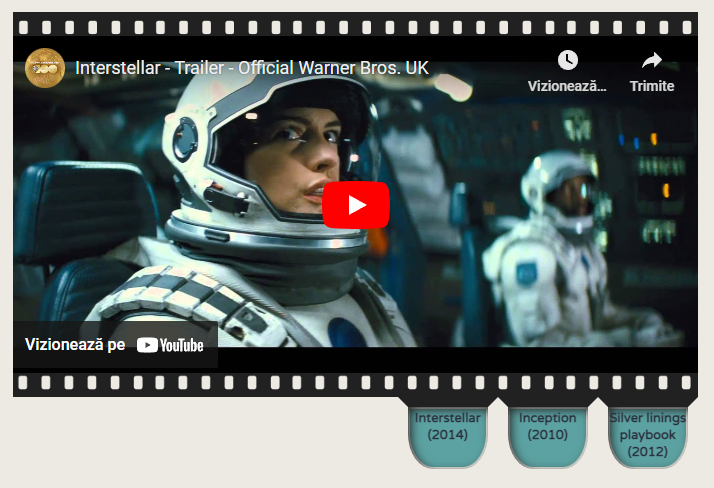 Interstellar - Trailer - Official Warner Bros. UK
Vizionează...
Trimite
Vizionează pe YouTube
Interstellar
(2014)
Inception
(2010)
Silver linings
playbook
(2012)